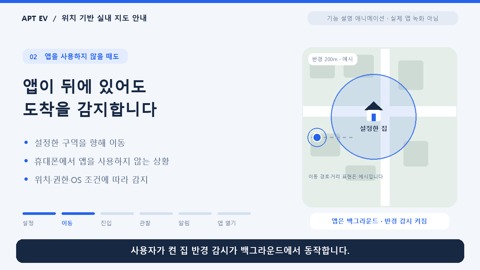 APT EV / 위치 기반 실내 지도 안내
기능 설명 애니메이션 · 실제 앱 녹화 아님
02 앱을 사용하지 않을 때도
앱이 뒤에 있어도
도착을 감지합니다
• 설정한 구역을 향해 이동
• 휴대폰에서 앱을 사용하지 않는 상황
• 위치·권한·OS 조건에 따라 감지
반경 200m · 예시
설정한 집
이동 경로·거리 표현은 예시입니다
설정 이동 진입 관찰 알림 앱 열기
앱은 백그라운드 · 반경 감시 켜짐
사용자가 켠 집 반경 감시가 백그라운드에서 동작합니다.